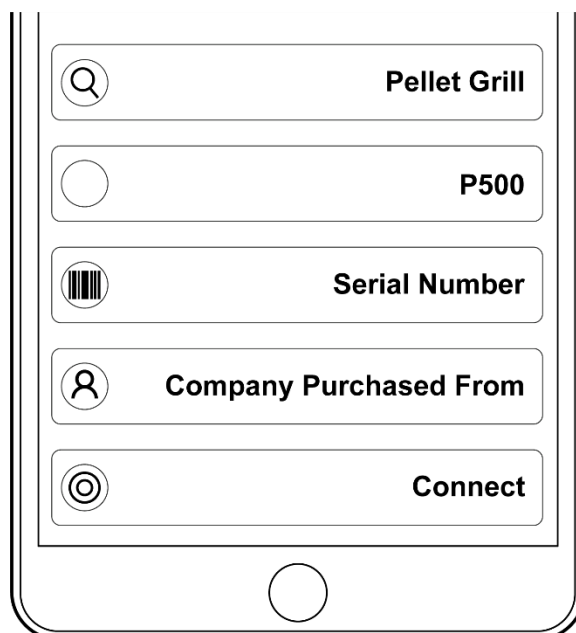 Pellet Grill
P500
Serial Number
Company Purchased From
Connect